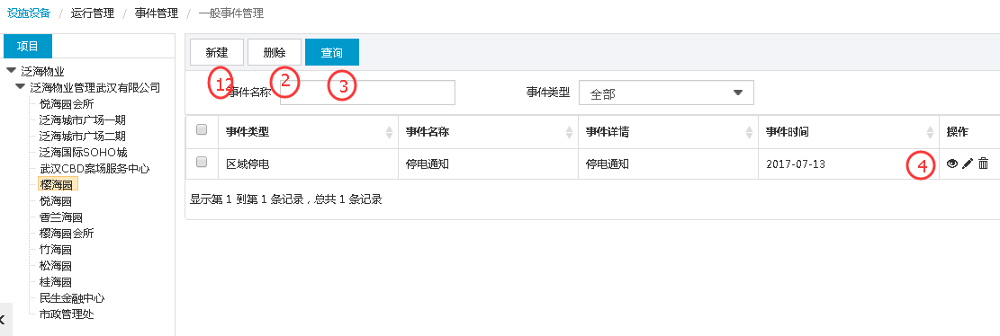 设施设备 / 运行管理 / 事件管理 / 一般事件管理
项目
泛海物业
泛海物业管理武汉有限公司
悦海园会所
泛海城市广场一期
泛海城市广场二期
泛海国际SOHO城
武汉CBD案场服务中心
樱海园
悦海园
香兰海园
樱海园会所
竹海园
松海园
桂海园
民生金融中心
市政管理处
新建 删除 查询
12 2 3
事件名称 事件类型 全部
事件类型 事件名称 事件详情 事件时间 操作
区域停电 停电通知 停电通知 2017-07-13 4
显示第 1 到第 1 条记录，总共 1 条记录